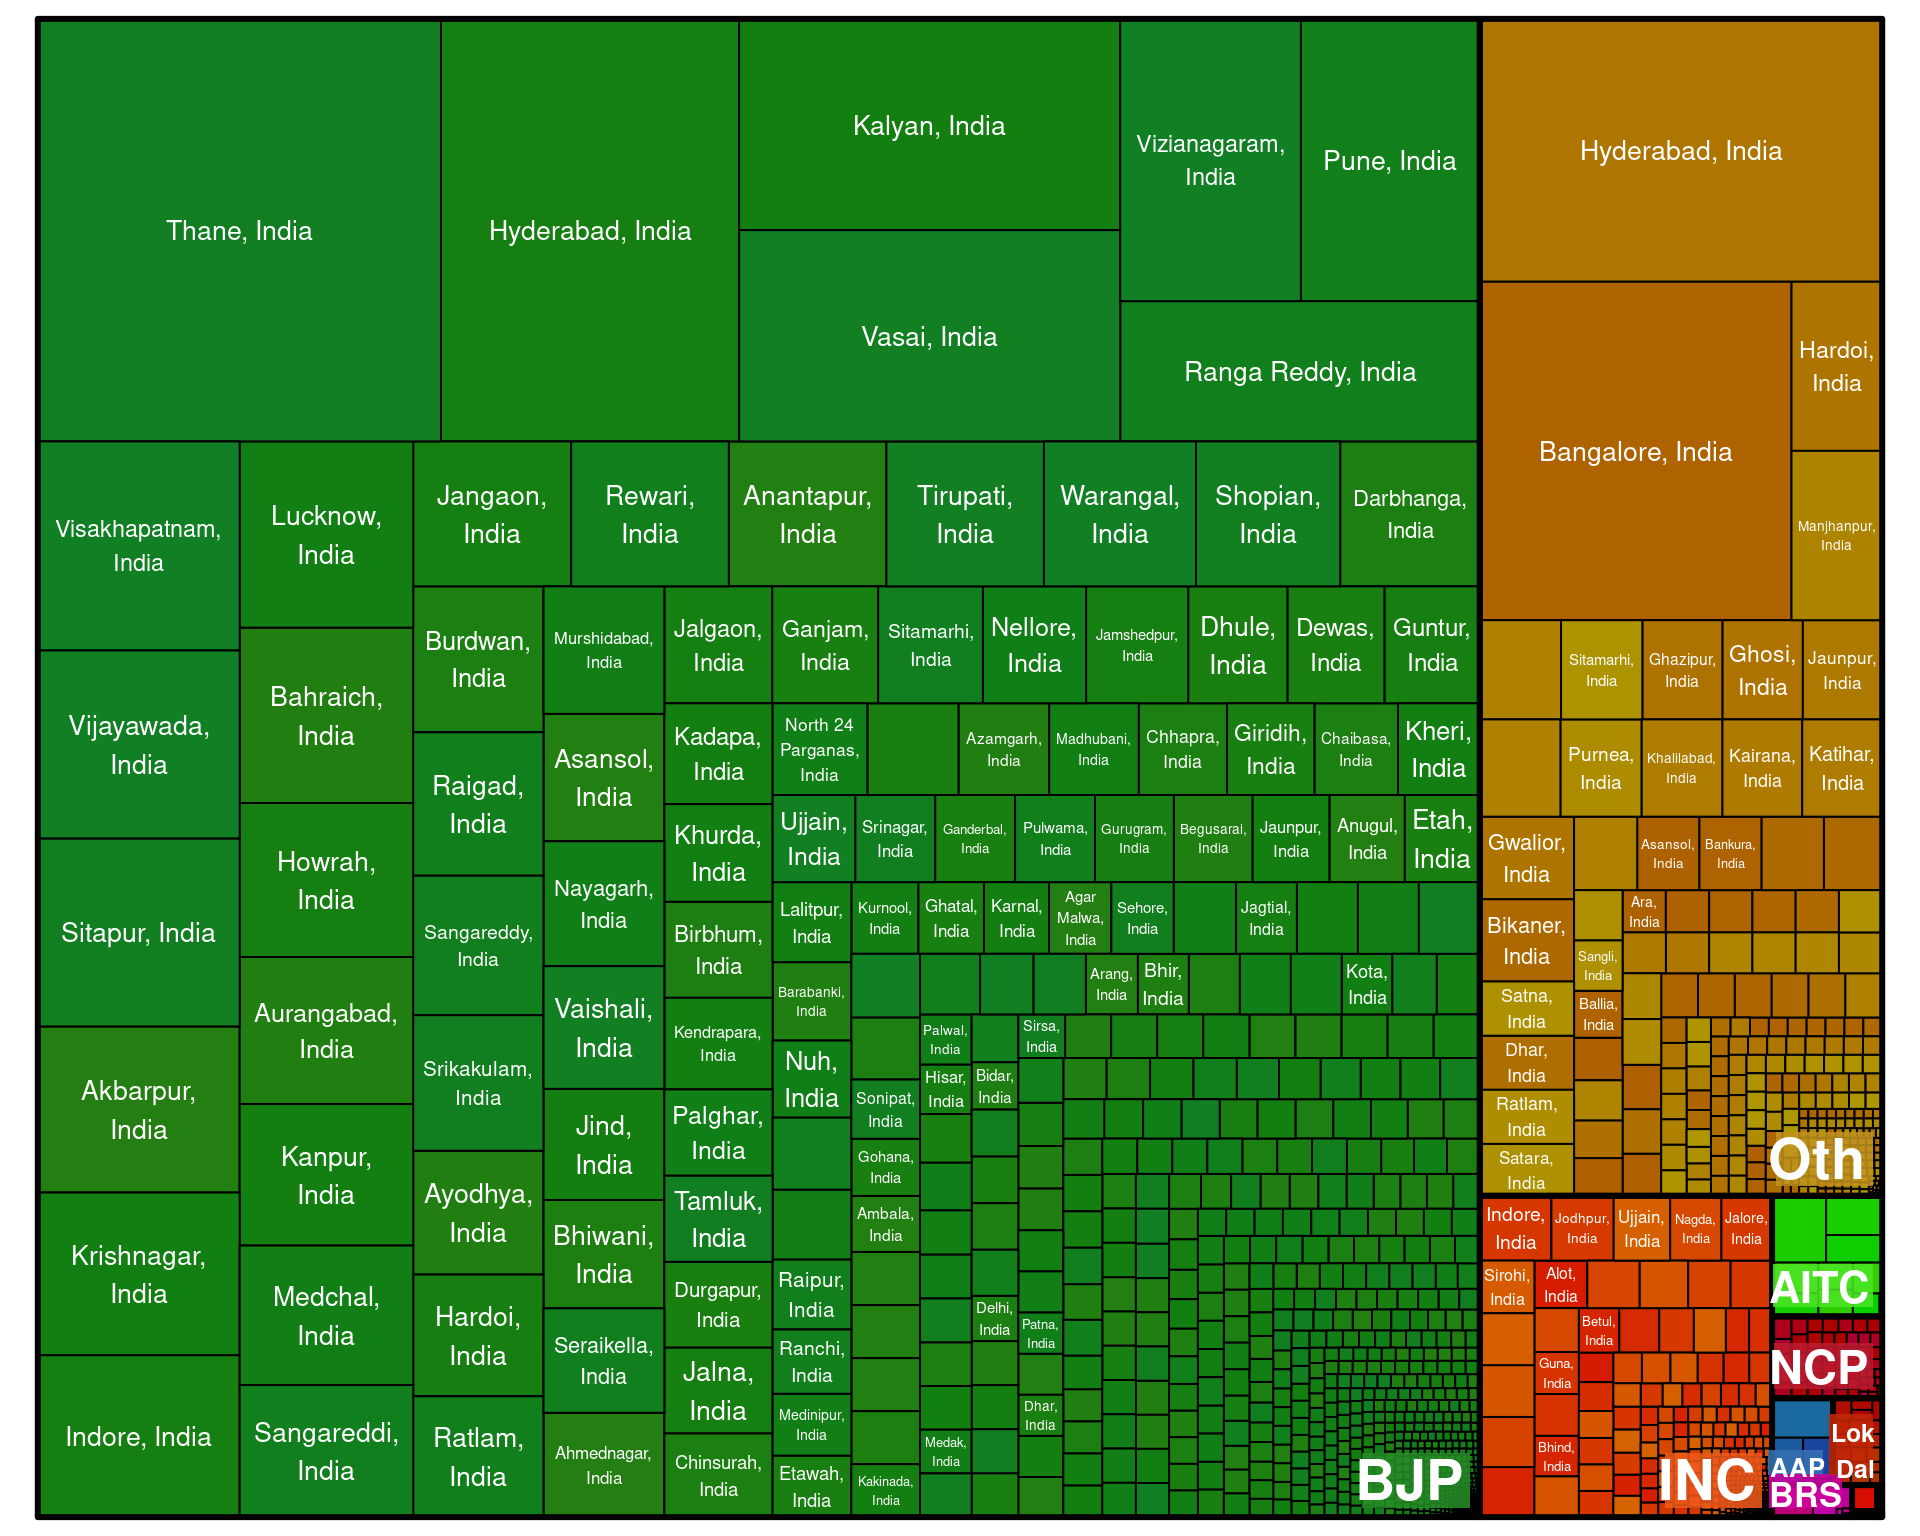 Thane, India
Hyderabad, India
Kalyan, India
Vasai, India
Vizianagaram,
India
Pune, India
Ranga Reddy, India
Visakhapatnam,
India
Vijayawada,
India
Sitapur, India
Akbarpur,
India
Krishnagar,
India
Indore, India
Lucknow,
India
Bahraich,
India
Howrah,
India
Aurangabad,
India
Kanpur,
India
Medchal,
India
Sangareddi,
India
Jangaon,
India
Rewari,
India
Anantapur,
India
Tirupati,
India
Warangal,
India
Shopian,
India
Darbhanga,
India
Burdwan,
India
Raigad,
India
Sangareddy,
India
Srikakulam,
India
Ayodhya,
India
Hardoi,
India
Ratlam,
India
Murshidabad,
India
Asansol,
India
Nayagarh,
India
Vaishali,
India
Jind,
India
Bhiwani,
India
Seraikella,
India
Ahmednagar,
India
Jalgaon,
India
Kadapa,
India
Khurda,
India
Birbhum,
India
Kendrapara,
India
Palghar,
India
Tamluk,
India
Durgapur,
India
Jalna,
India
Chinsurah,
India
Ganjam,
India
Sitamarhi,
India
Nellore,
India
Jamshedpur,
India
Dhule,
India
Dewas,
India
Guntur,
India
North 24
Parganas,
India
Azamgarh,
India
Madhubani,
India
Chhapra,
India
Giridih,
India
Chaibasa,
India
Kheri,
India
Ujjain,
India
Srinagar,
India
Ganderbal,
India
Pulwama,
India
Gurugram,
India
Begusarai,
India
Jaunpur,
India
Anugul,
India
Etah,
India
Lalitpur,
India
Barabanki,
India
Nuh,
India
Raipur,
India
Ranchi,
India
Medinipur,
India
Etawah,
India
Kurnool,
India
Ghatal,
India
Karnal,
India
Agar
Malwa,
India
Sehore,
India
Jagtial,
India
Arang,
India
Bhir,
India
Kota,
India
Sonipat,
India
Gohana,
India
Ambala,
India
Kakinada,
India
Palwal,
India
Hisar,
India
Medak,
India
Bidar,
India
Delhi,
India
Sirsa,
India
Patna,
India
Dhar,
India
BJP
Hyderabad, India
Bangalore, India
Hardoi,
India
Manjhanpur,
India
Sitamarhi,
India
Ghazipur,
India
Ghosi,
India
Jaunpur,
India
Purnea,
India
Khalilabad,
India
Kairana,
India
Katihar,
India
Gwalior,
India
Bikaner,
India
Satna,
India
Dhar,
India
Ratlam,
India
Satara,
India
Asansol,
India
Bankura,
India
Sangli,
India
Ballia,
India
Ara,
India
Oth
Indore,
India
Jodhpur,
India
Ujjain,
India
Nagda,
India
Jalore,
India
Sirohi,
India
Alot,
India
Betul,
India
Guna,
India
Bhind,
India
INC
AITC
NCP
AAP
Lok
Dal
BRS